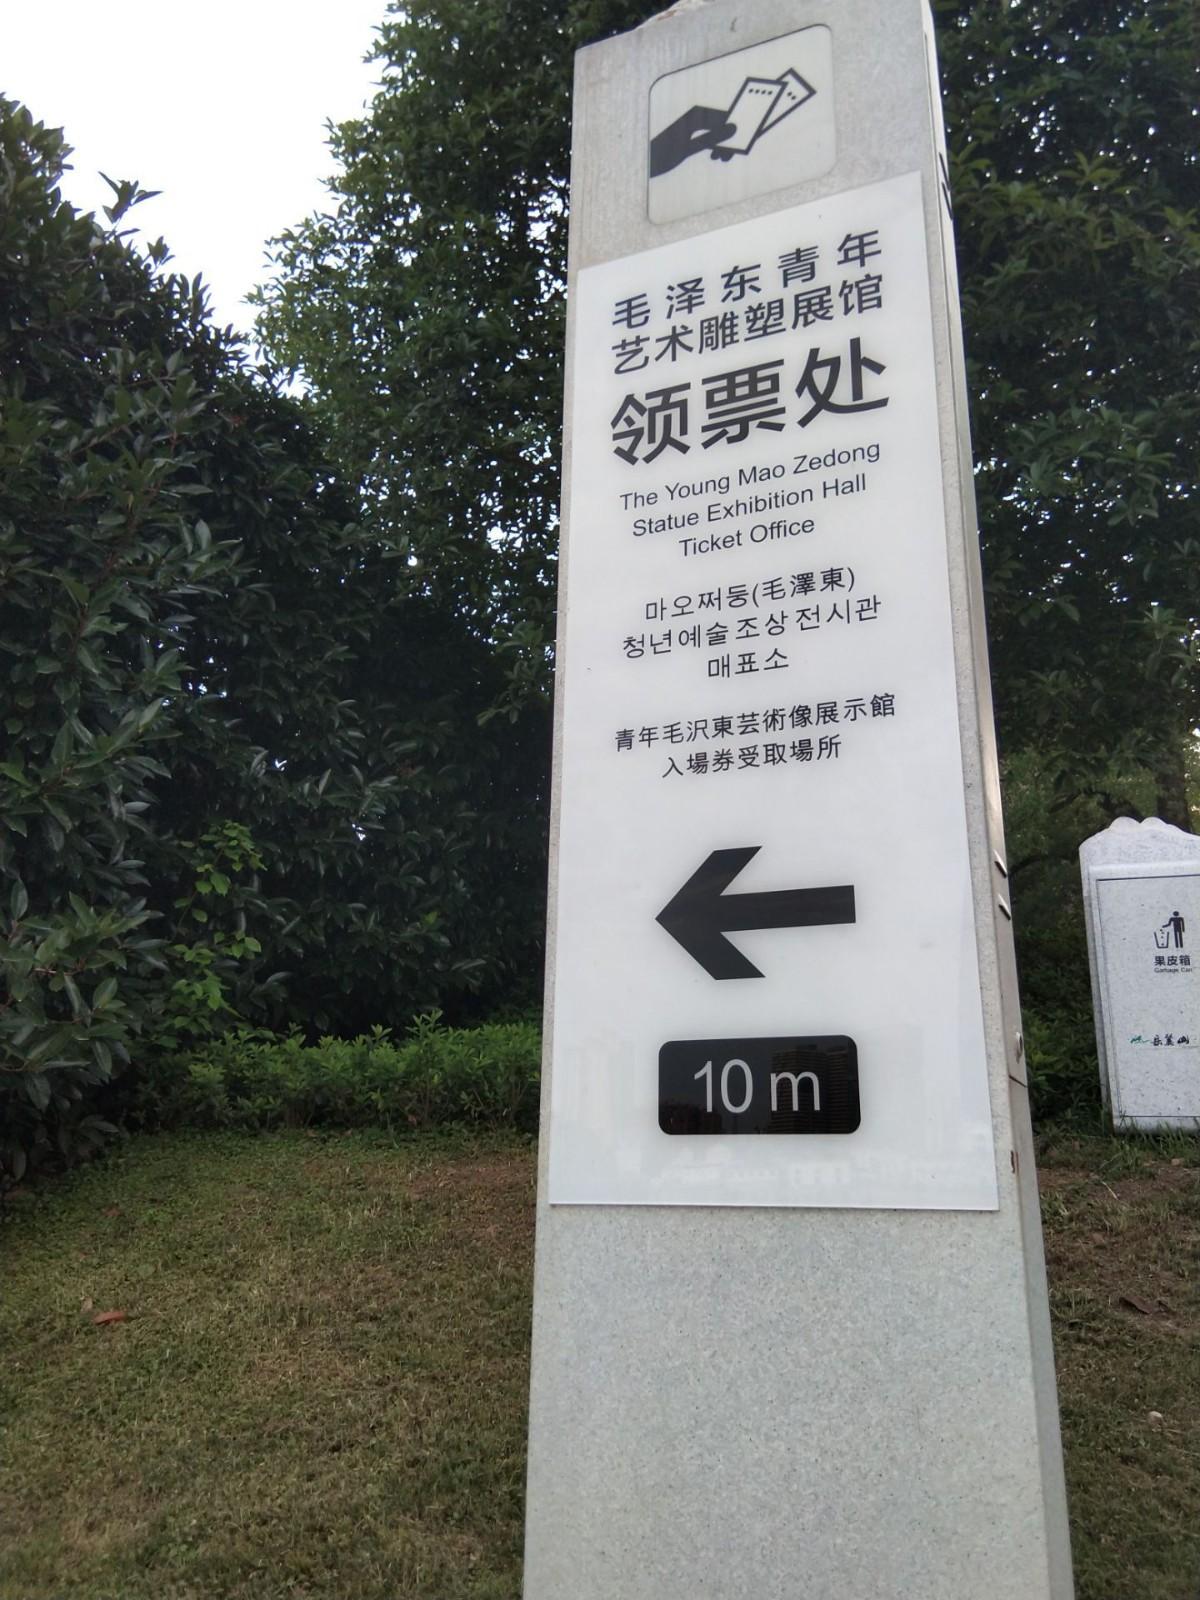 毛泽东青年
艺术雕塑展馆
领票处
The Young Mao Zedong
Statue Exhibition Hall
Ticket Office
마오쩌둥(毛澤東)
청년예술조상전시관
매표소
青年毛沢東芸術像展示館
入場券受取場所
10 m
果皮箱
Garbage Can
岳麓山